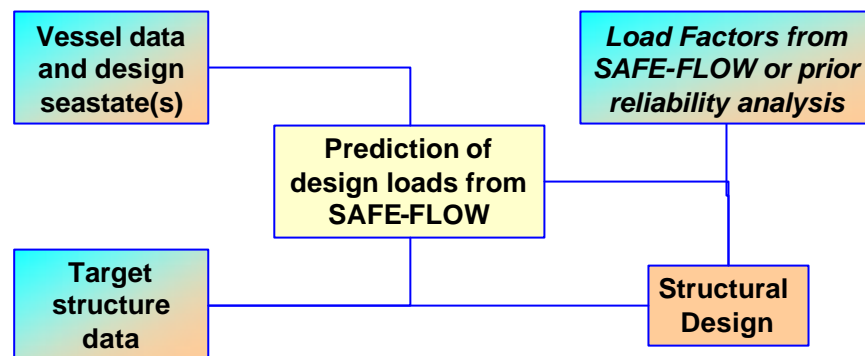 Vessel data
and design
seastate(s)
Load Factors from
SAFE-FLOW or prior
reliability analysis
Prediction of
design loads from
SAFE-FLOW
Target
structure
data
Structural
Design